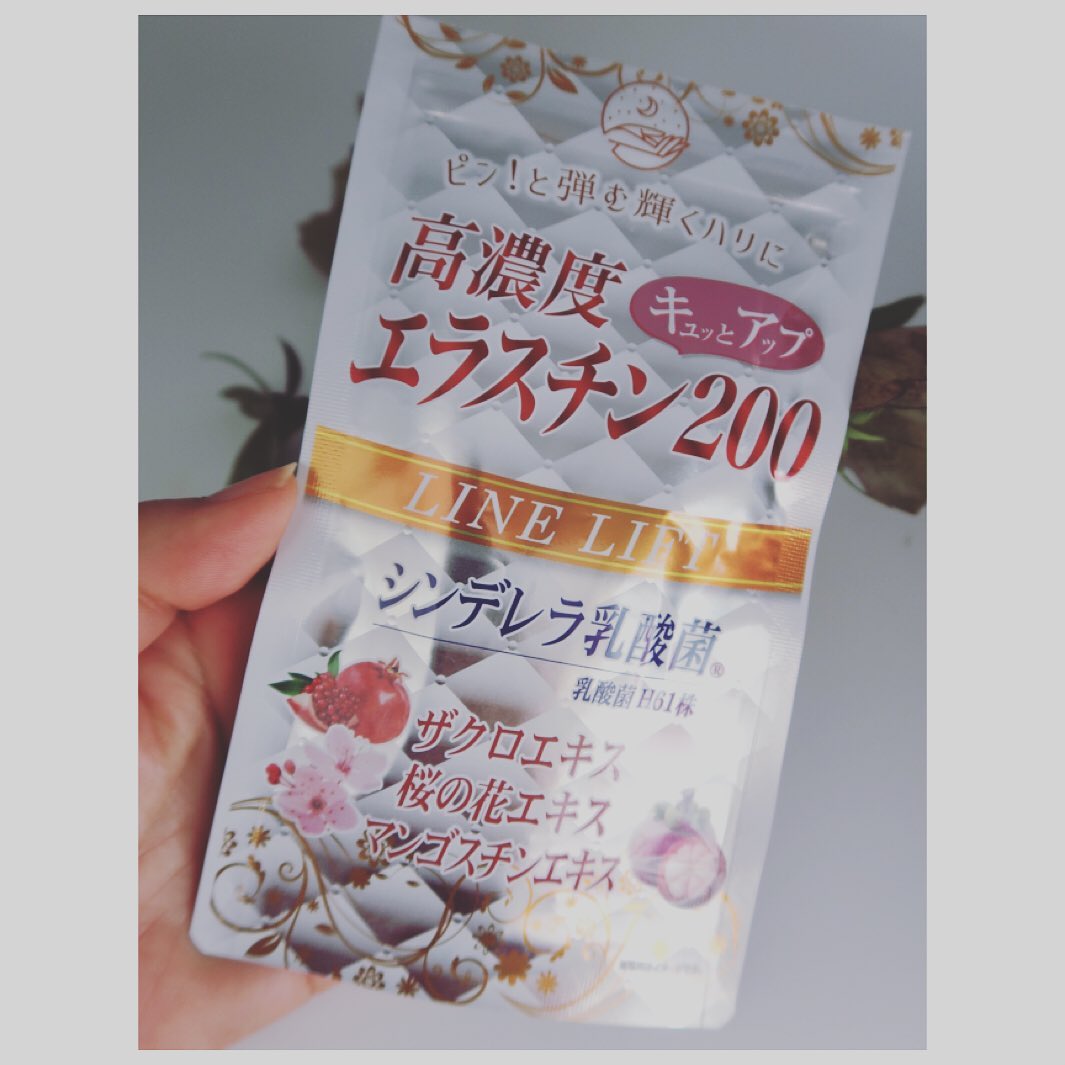 ピン!と弾む輝くハリに
高濃度
キュッとアップ
エラスチン200
LINE LIFT
シンデレラ乳酸菌®
乳酸菌H61株
ザクロエキス
桜の花エキス
マンゴスチンエキス